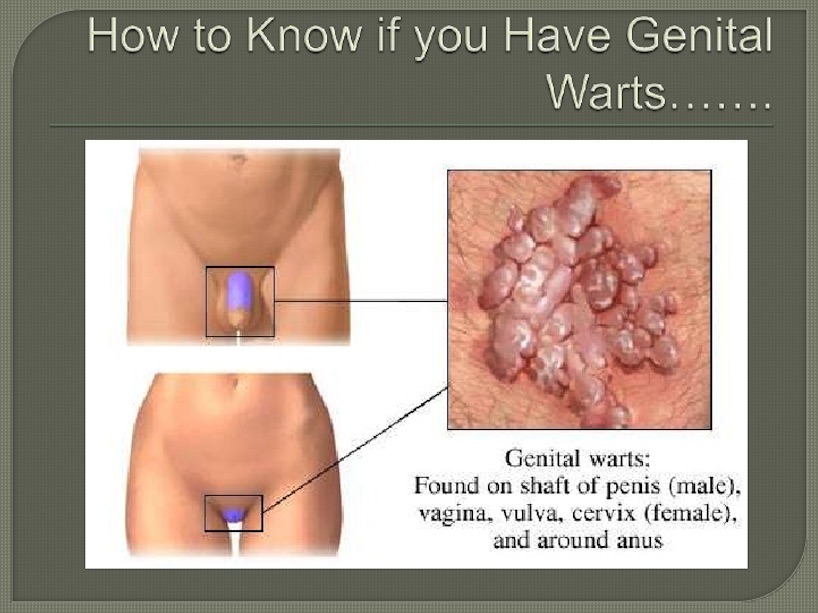 How to Know if you Have Genital
Warts…….
Genital warts:
Found on shaft of penis (male),
vagina, vulva, cervix (female),
and around anus